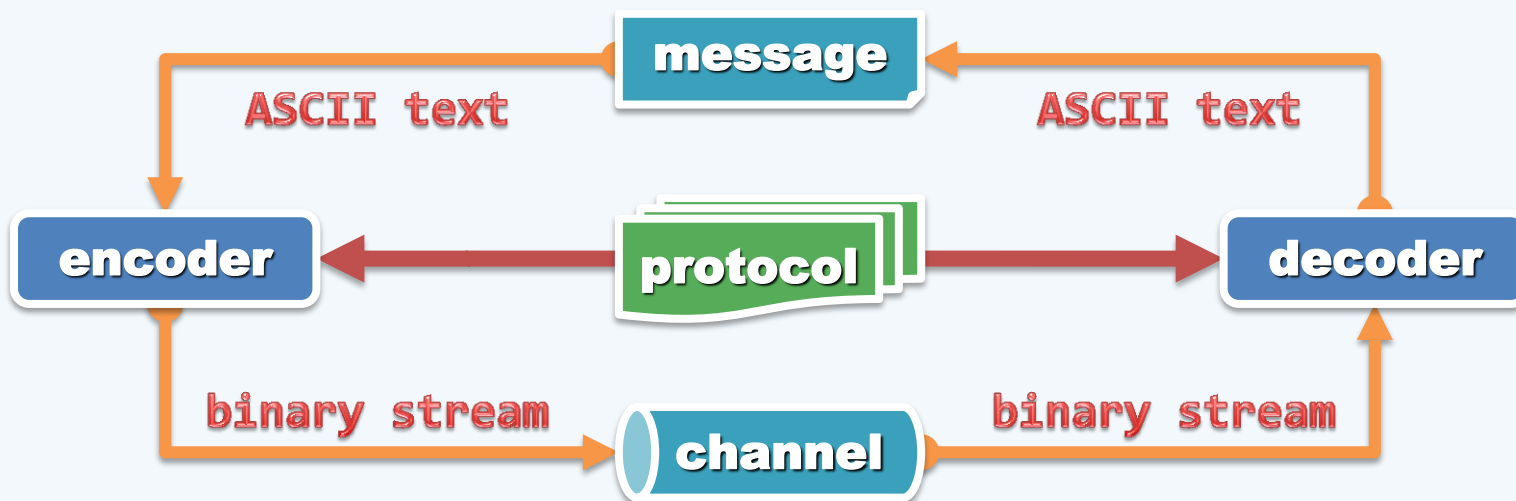 message
ASCII text
ASCII text
encoder
protocol
decoder
binary stream
binary stream
channel